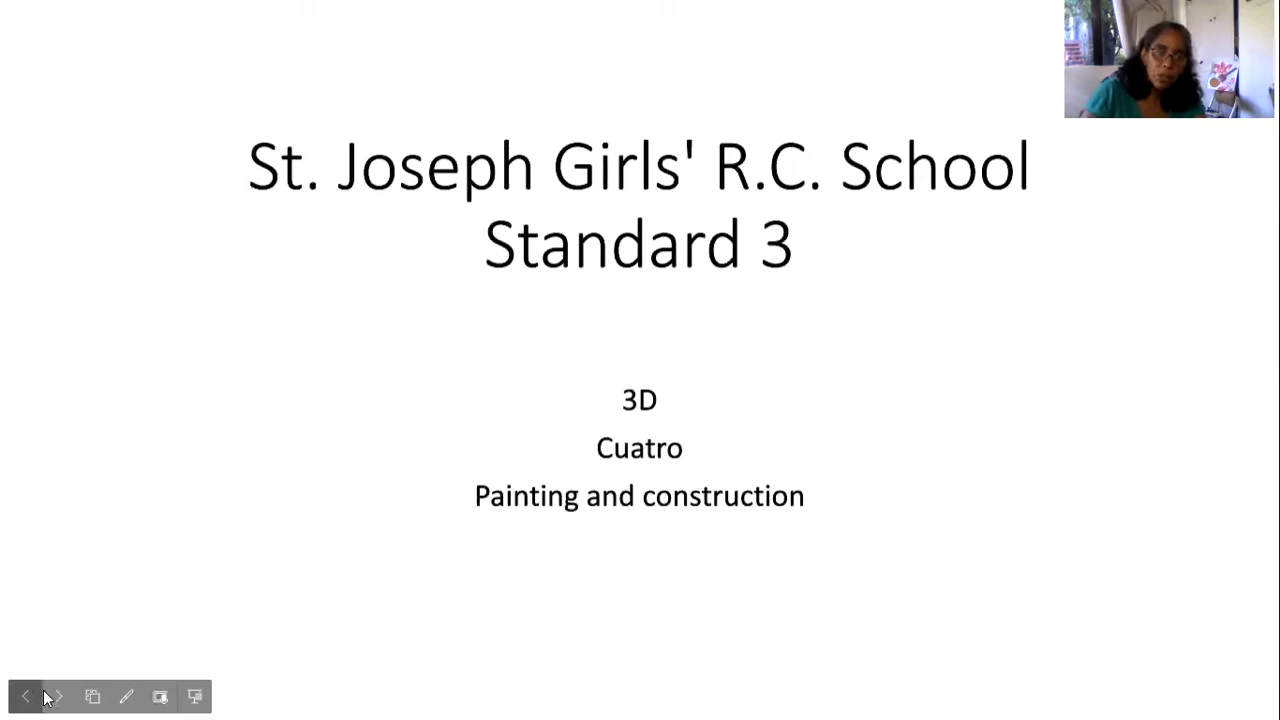 St. Joseph Girls' R.C. School
Standard 3
3D
Cuatro
Painting and construction